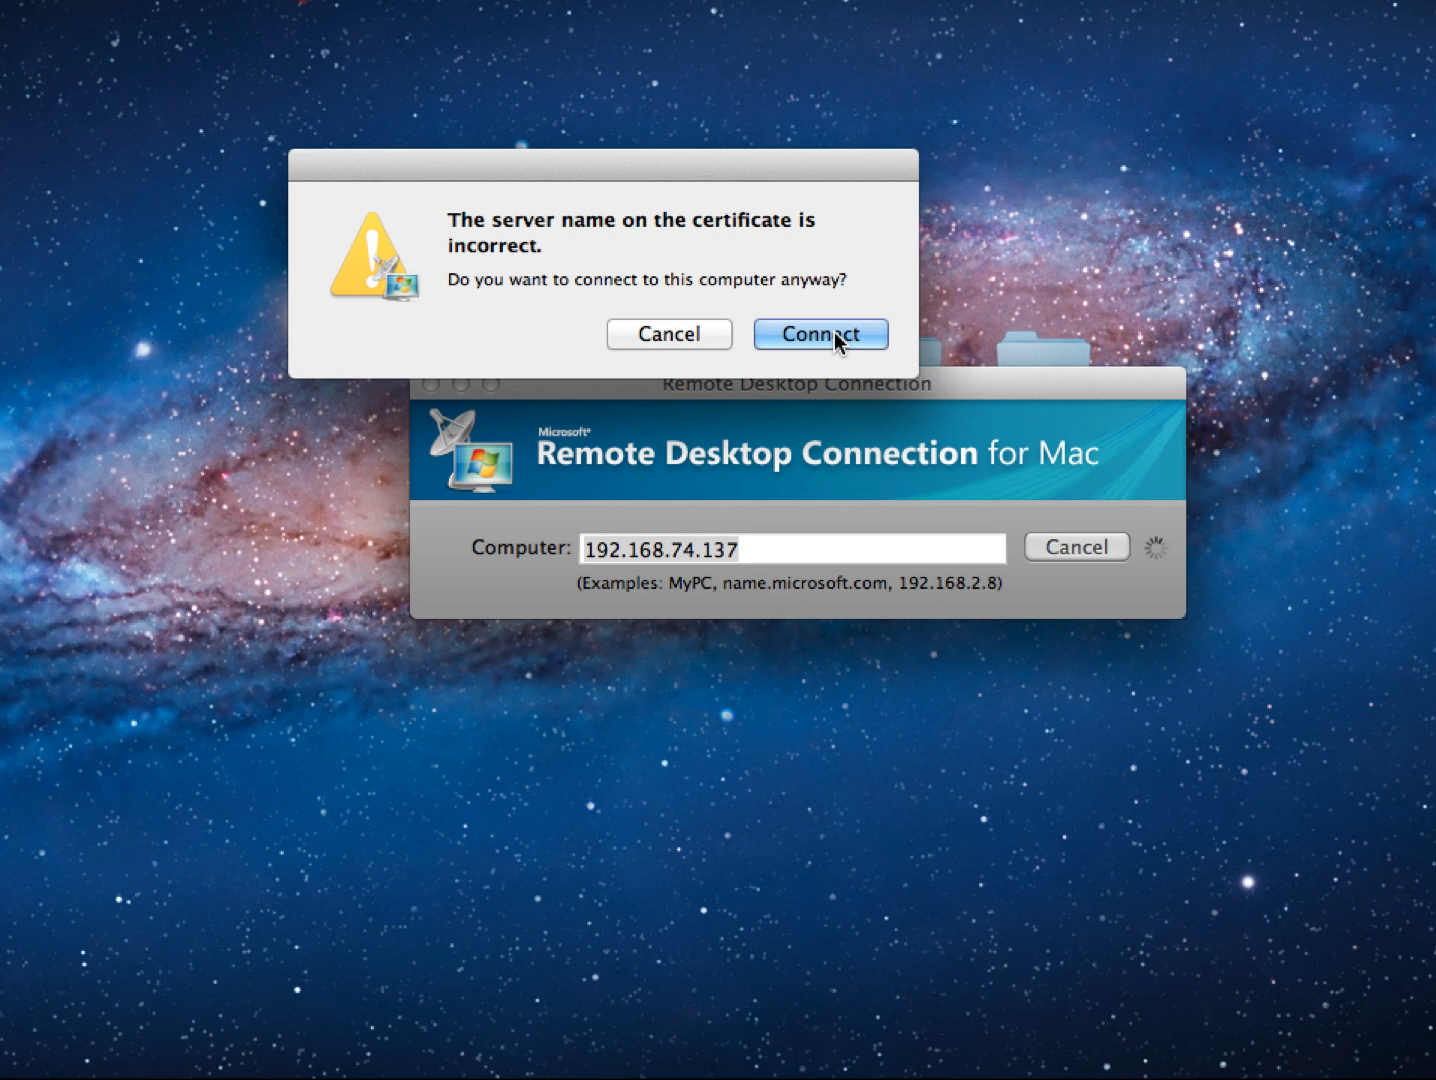 The server name on the certificate is
incorrect.
Do you want to connect to this computer anyway?
Cancel
Connect
Remote Desktop Connection
Microsoft®
Remote Desktop Connection for Mac
Computer:
192.168.74.137
Cancel
(Examples: MyPC, name.microsoft.com, 192.168.2.8)